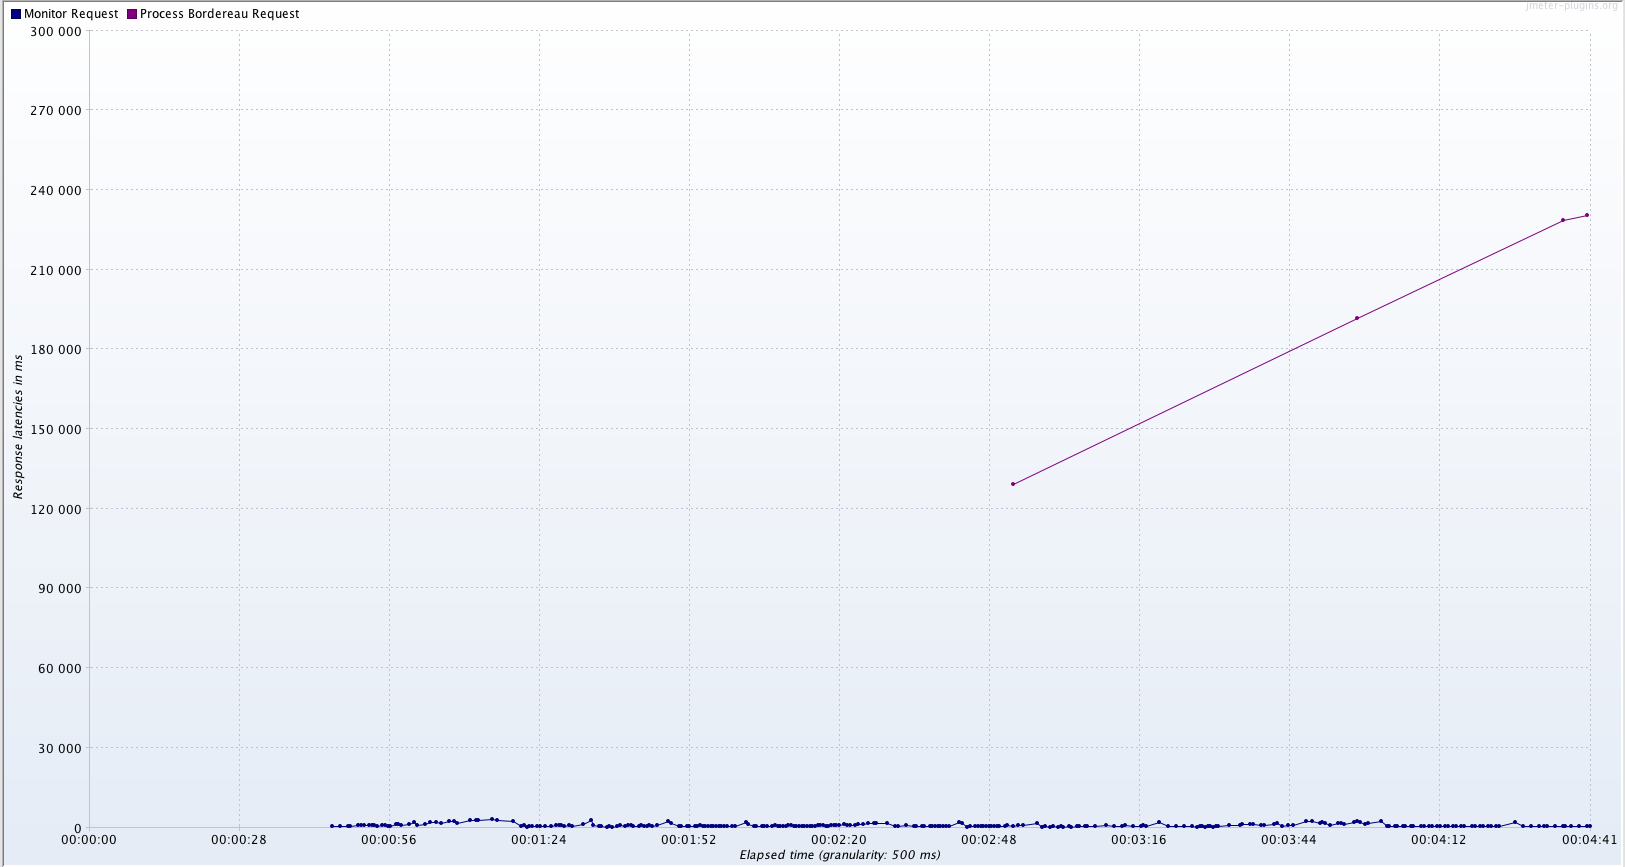 jmeter-plugins.org
Monitor Request Process Bordereau Request
300 000
270 000
240 000
210 000
180 000
150 000
120 000
90 000
60 000
30 000
0
Response latencies in ms
00:00:00 00:00:28 00:00:56 00:01:24 00:01:52 00:02:20 00:02:48 00:03:16 00:03:44 00:04:12 00:04:41
Elapsed time (granularity: 500 ms)